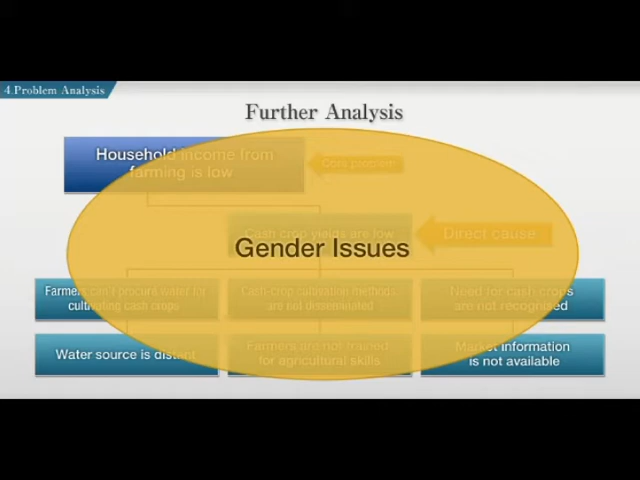 4.Problem Analysis
Further Analysis
Household income from
farming is low
Core problem
Cash crop yields are low
Direct cause
Gender Issues
Farmers can't procure water for
cultivating cash crops
Cash-crop cultivation methods
are not disseminated
Need for cash crops
are not recognised
Water source is distant
Farmers are not trained
for agricultural skills
Market information
is not available